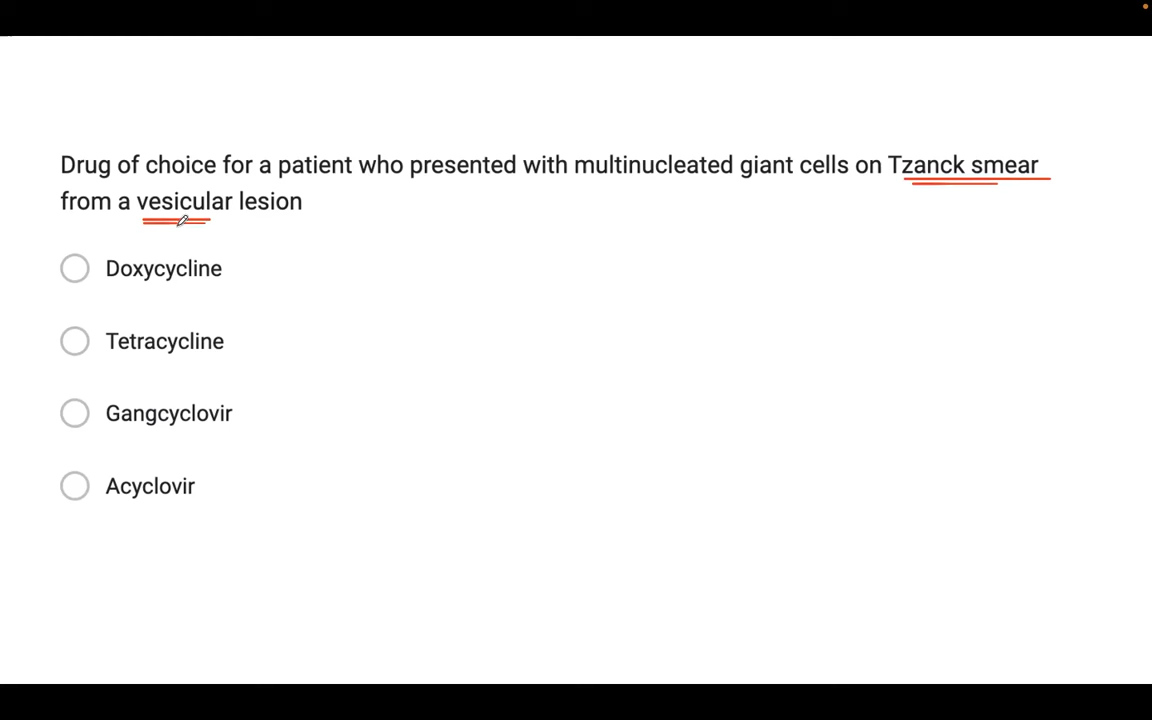 Drug of choice for a patient who presented with multinucleated giant cells on Tzanck smear
from a vesicular lesion
Doxycycline
Tetracycline
Gangcyclovir
Acyclovir